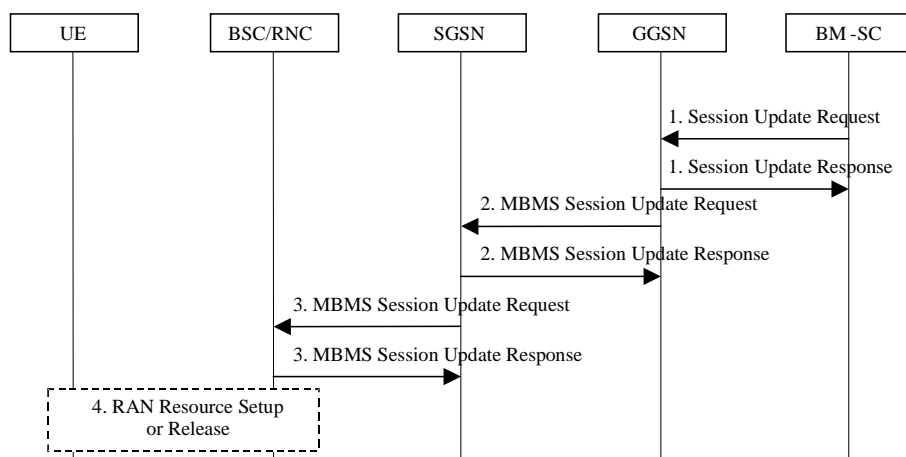 UE
BSC/RNC
SGSN
GGSN
BM -SC
1. Session Update Request
1. Session Update Response
2. MBMS Session Update Request
2. MBMS Session Update Response
3. MBMS Session Update Request
3. MBMS Session Update Response
4. RAN Resource Setup
or Release